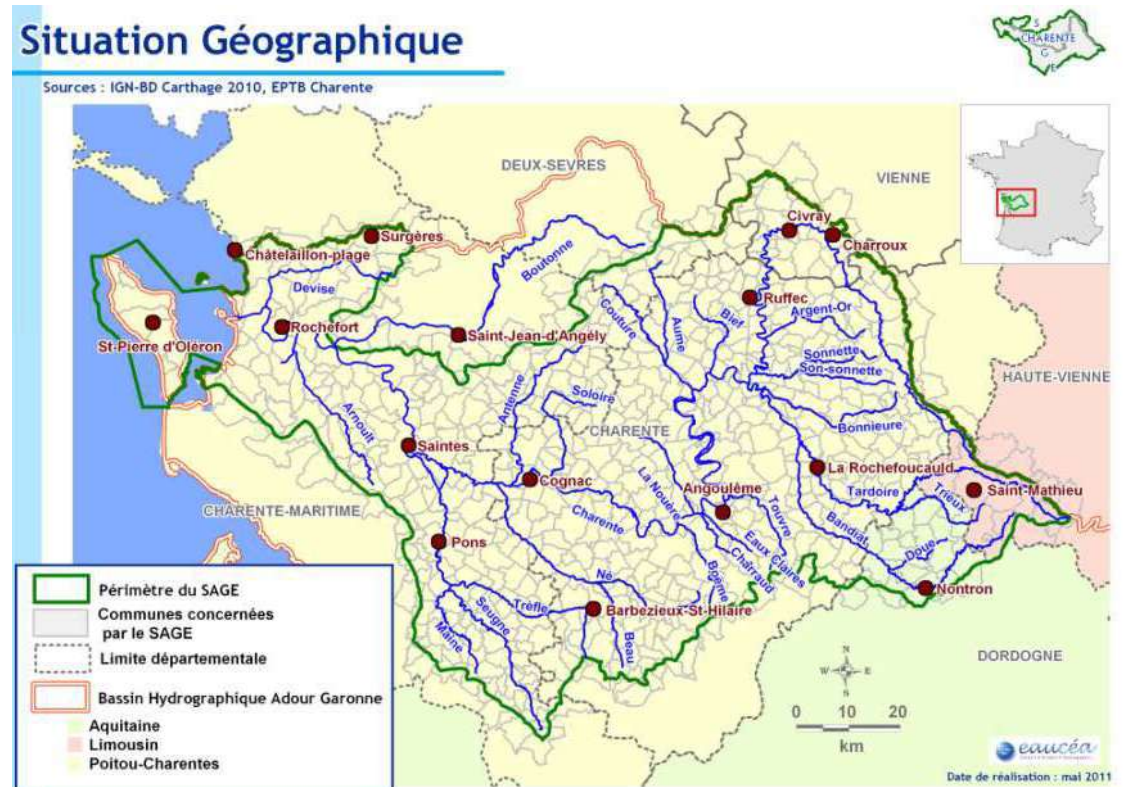 Situation Géographique
Sources : IGN-BD Carthage 2010, EPTB Charente
S
CHARENTE
G
E
DEUX-SEVRES
VIENNE
Civray
Charroux
Surgères
Châtelaillon-plage
Boutonne
Devise
Ruffec
Argent-Or
Couture
Aume
Bief
Rochefort
Saint-Jean-d'Angély
St-Pierre d'Oléron
Sonnette
Son-sonnette
HAUTE-VIENNE
Antenne
Soloire
Arnoult
CHARENTE
Bonnieure
Saintes
La Rochefoucauld
Cognac
La Nouère
Angoulême
Tardoire
Trieux
Saint-Mathieu
CHARENTE-MARITIME
Charente
Touvre
Bandiat
Pons
Eaux Claires
Charraud
Boëme
Doue
Né
Nontron
Trèfle
Barbezieux-St-Hilaire
Seugne
Maine
Beau
DORDOGNE
N
W E
S
0 10 20
km
Périmètre du SAGE
Communes concernées
par le SAGE
Limite départementale
Bassin Hydrographique Adour Garonne
Aquitaine
Limousin
Poitou-Charentes
eaucéa
Date de réalisation : mai 2011